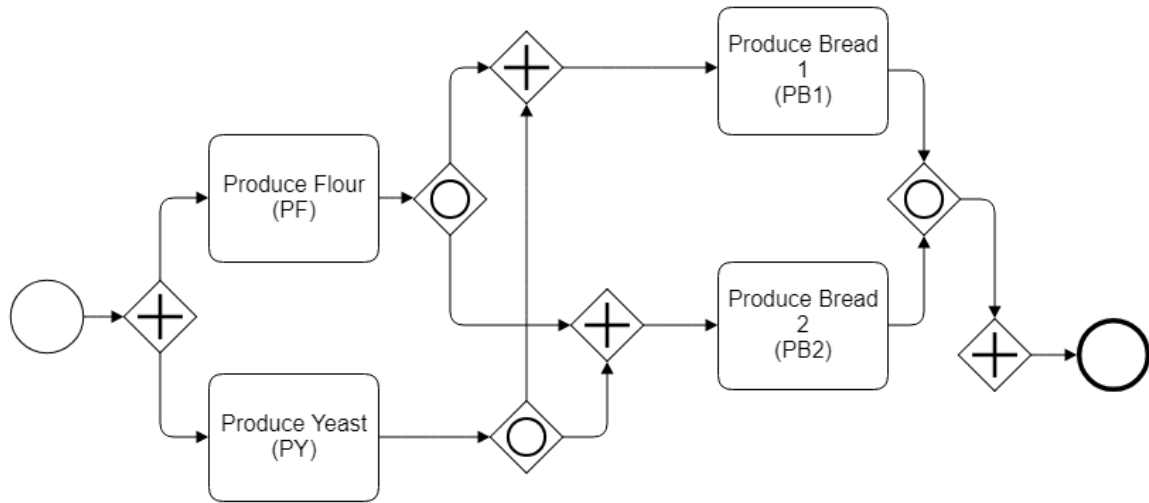 Produce Bread
1
(PB1)
Produce Flour
(PF)
Produce Bread
2
(PB2)
Produce Yeast
(PY)